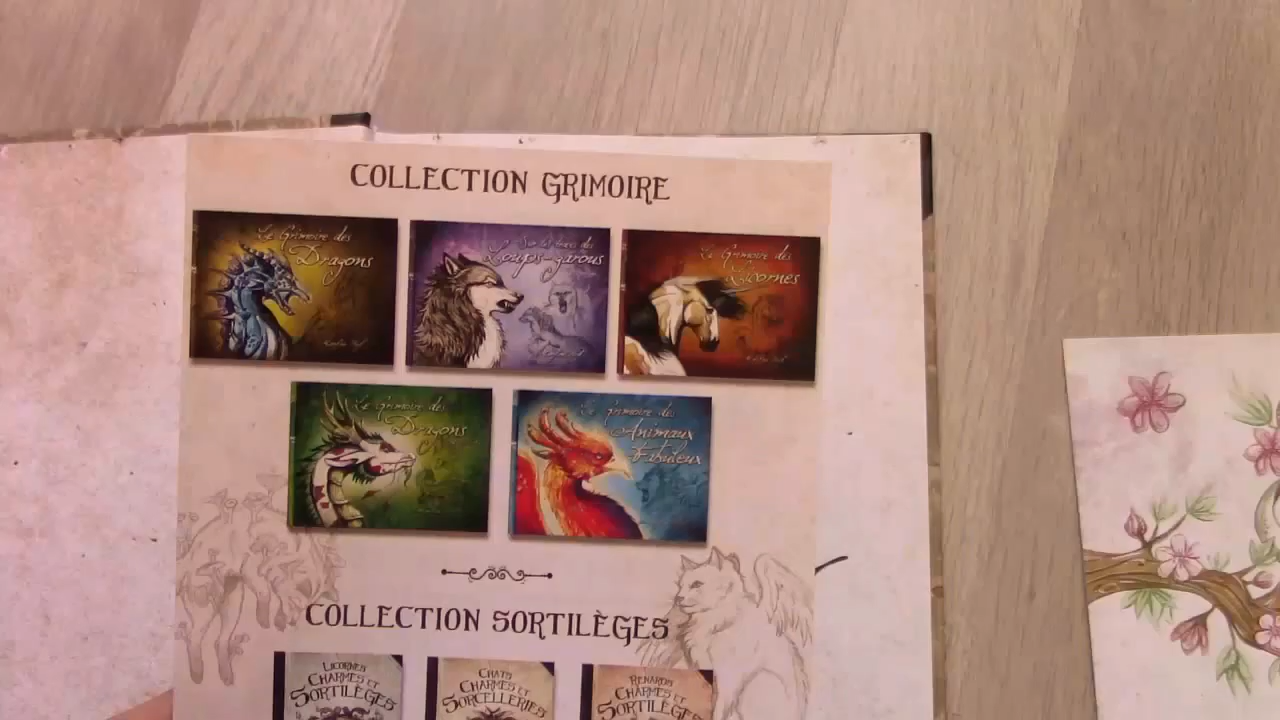 COLLECTION GRIMOIRE
Le Grimoire des
Dragons
Sur les traces des
Loups-garous
Le Grimoire des
Licornes
Le Grimoire des
Dragons
Le Grimoire des
Animaux
Fabuleux
COLLECTION SORTILÈGES
LICORNES
CHARMES ET
SORTILÈGES
CHATS
CHARMES ET
SORCELLERIES
RENARDS
CHARMES ET
SORTILÈGES